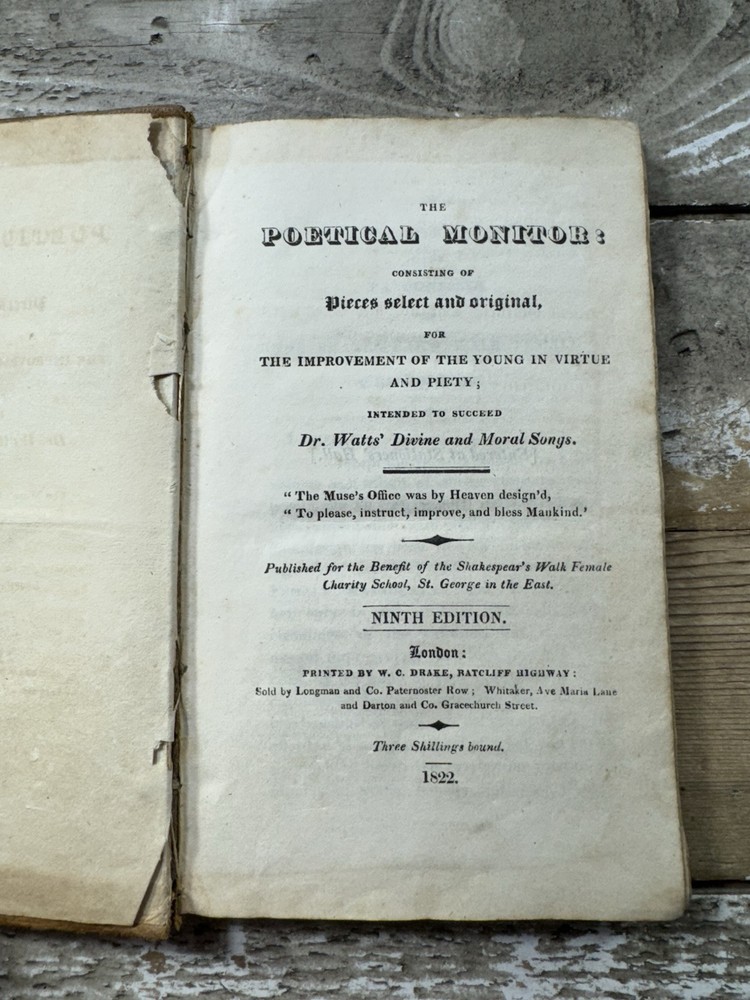 THE
POETICAL MONITOR:
CONSISTING OF
Pieces select and original,
FOR
THE IMPROVEMENT OF THE YOUNG IN VIRTUE
AND PIETY;
INTENDED TO SUCCEED
Dr. Watts' Divine and Moral Songs.
[Entered at Stationers' Hall.]
“ The Muse's Office was by Heaven design'd,
“ To please, instruct, improve, and bless Mankind.’
Published for the Benefit of the Shakespear's Walk Female
Charity School, St. George in the East.
NINTH EDITION.
London:
PRINTED BY W. C. DRAKE, RATCLIFF HIGHWAY:
Sold by Longman and Co. Paternoster Row; Whitaker, Ave Maria Lane
and Darton and Co. Gracechurch Street.
Three Shillings bound.
1822.